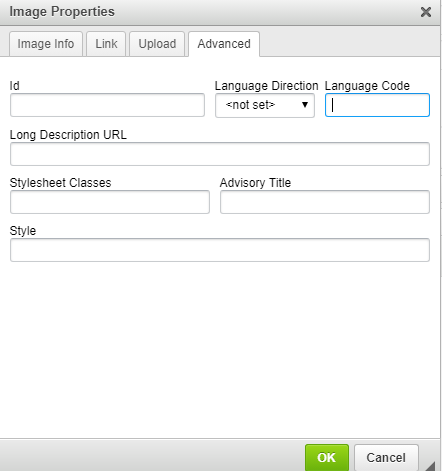 Image Properties
Image Info Link Upload Advanced
Id Language Direction Language Code
<not set>
Long Description URL
Stylesheet Classes Advisory Title
Style
OK Cancel